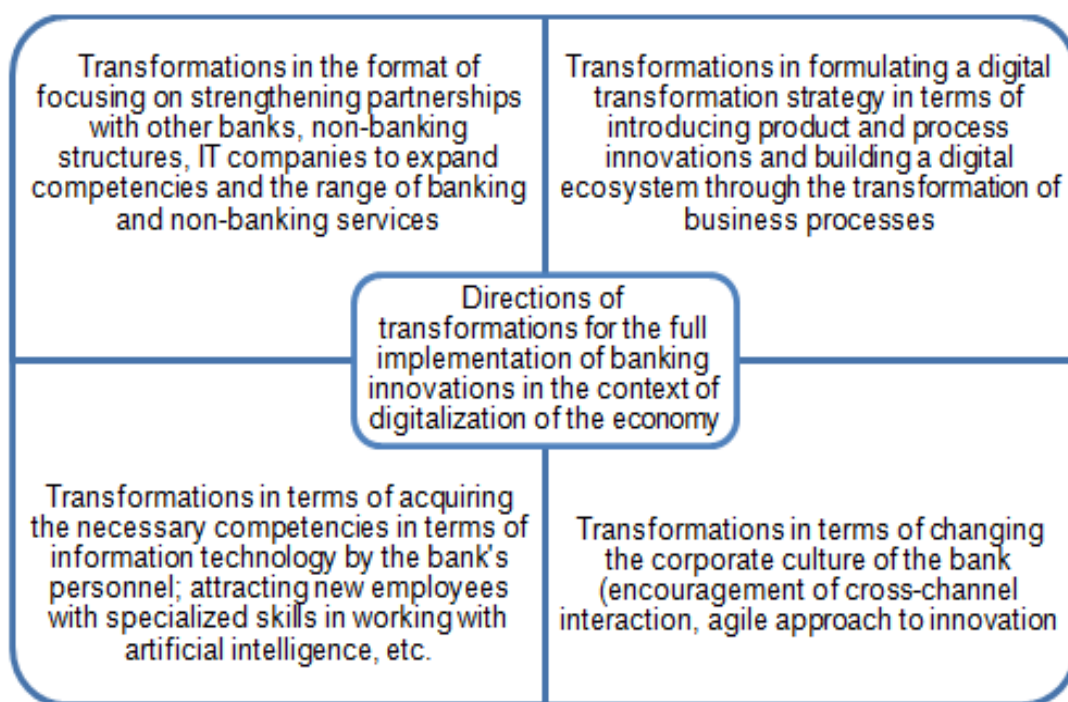 Transformations in the format of
focusing on strengthening partnerships
with other banks, non-banking
structures, IT companies to expand
competencies and the range of banking
and non-banking services
Transformations in formulating a digital
transformation strategy in terms of
introducing product and process
innovations and building a digital
ecosystem through the transformation of
business processes
Directions of
transformations for the full
implementation of banking
innovations in the context of
digitalization of the economy
Transformations in terms of acquiring
the necessary competencies in terms of
information technology by the bank's
personnel; attracting new employees
with specialized skills in working with
artificial intelligence, etc.
Transformations in terms of changing
the corporate culture of the bank
(encouragement of cross-channel
interaction, agile approach to innovation